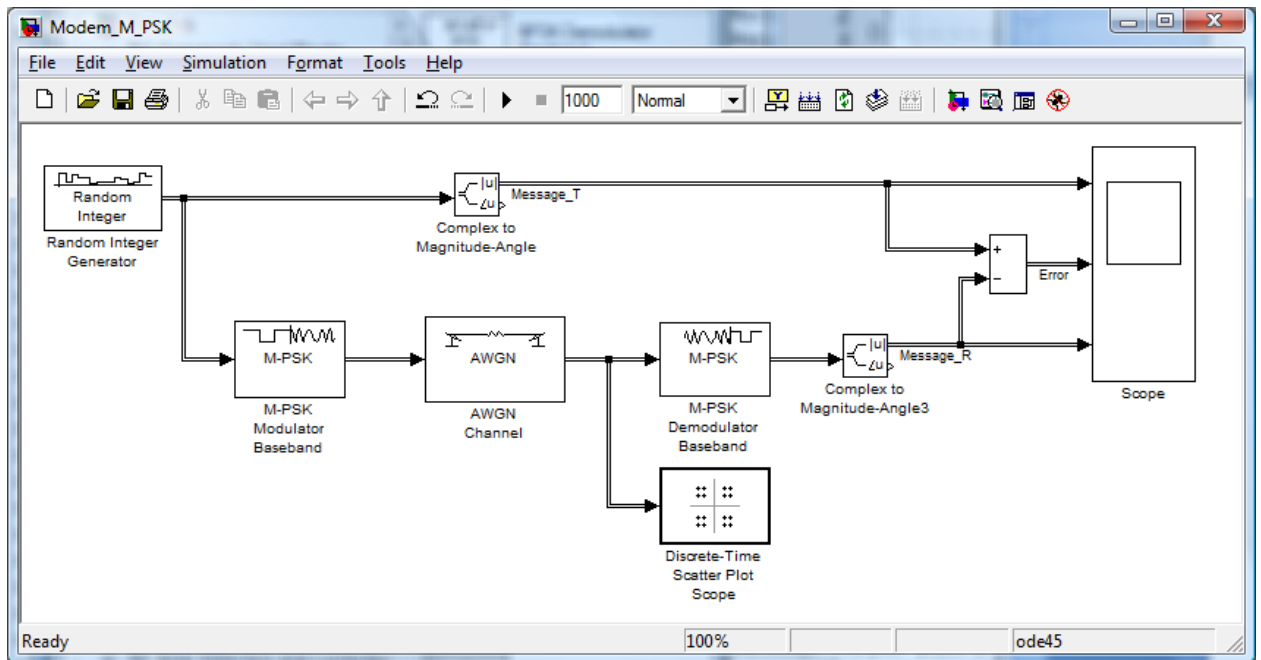 Modem_M_PSK
File Edit View Simulation Format Tools Help
1000 Normal
Random
Integer
Random Integer
Generator
|u|
∠u
Message_T
Complex to
Magnitude-Angle
+
−
Error
M-PSK
M-PSK
Modulator
Baseband
AWGN
AWGN
Channel
M-PSK
M-PSK
Demodulator
Baseband
|u|
∠u
Message_R
Complex to
Magnitude-Angle3
Scope
Discrete-Time
Scatter Plot
Scope
Ready 100% ode45